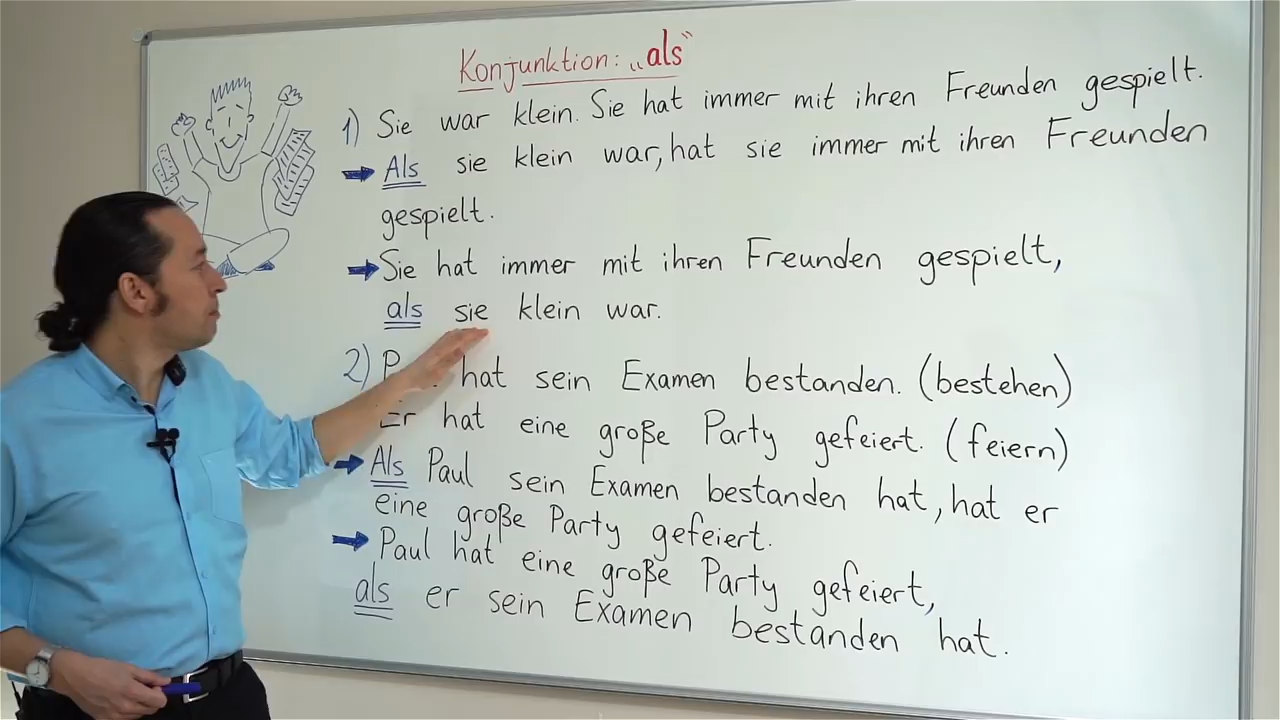 Konjunktion: „als“
1) Sie war klein. Sie hat immer mit ihren Freunden gespielt.
➡ Als sie klein war, hat sie immer mit ihren Freunden
gespielt.
➡ Sie hat immer mit ihren Freunden gespielt,
als sie klein war.
2) hat sein Examen bestanden. (bestehen)
Er hat eine große Party gefeiert. (feiern)
➡ Als Paul sein Examen bestanden hat, hat er
eine große Party gefeiert.
➡ Paul hat eine große Party gefeiert,
als er sein Examen bestanden hat.